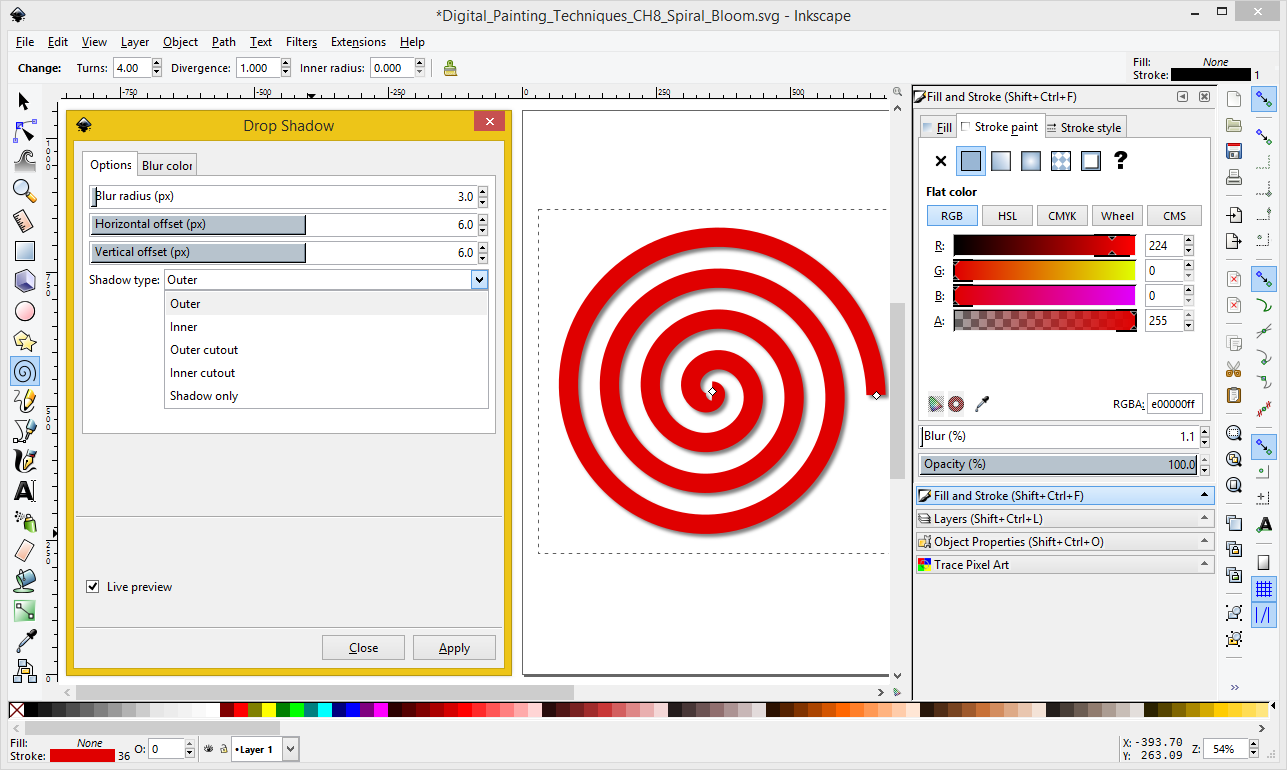 *Digital_Painting_Techniques_CH8_Spiral_Bloom.svg - Inkscape
File Edit View Layer Object Path Text Filters Extensions Help
Change: Turns: 4.00 Divergence: 1.000 Inner radius: 0.000
Fill: None
Stroke: 1
-750 -500 -250 0 250 500
Drop Shadow
Options Blur color
Blur radius (px) 3.0
Horizontal offset (px) 6.0
Vertical offset (px) 6.0
Shadow type: Outer
Outer
Inner
Outer cutout
Inner cutout
Shadow only
Live preview
Close Apply
1000
750
500
250
0
Fill and Stroke (Shift+Ctrl+F)
Fill Stroke paint Stroke style
?
Flat color
RGB HSL CMYK Wheel CMS
R: 224
G: 0
B: 0
A: 255
RGBA: e00000ff
Blur (%) 1.1
Opacity (%) 100.0
Fill and Stroke (Shift+Ctrl+F)
Layers (Shift+Ctrl+L)
Object Properties (Shift+Ctrl+O)
Trace Pixel Art
Fill: None
Stroke: 36 O: 0 •Layer 1
X: -393.70
Y: 263.09
Z: 54%